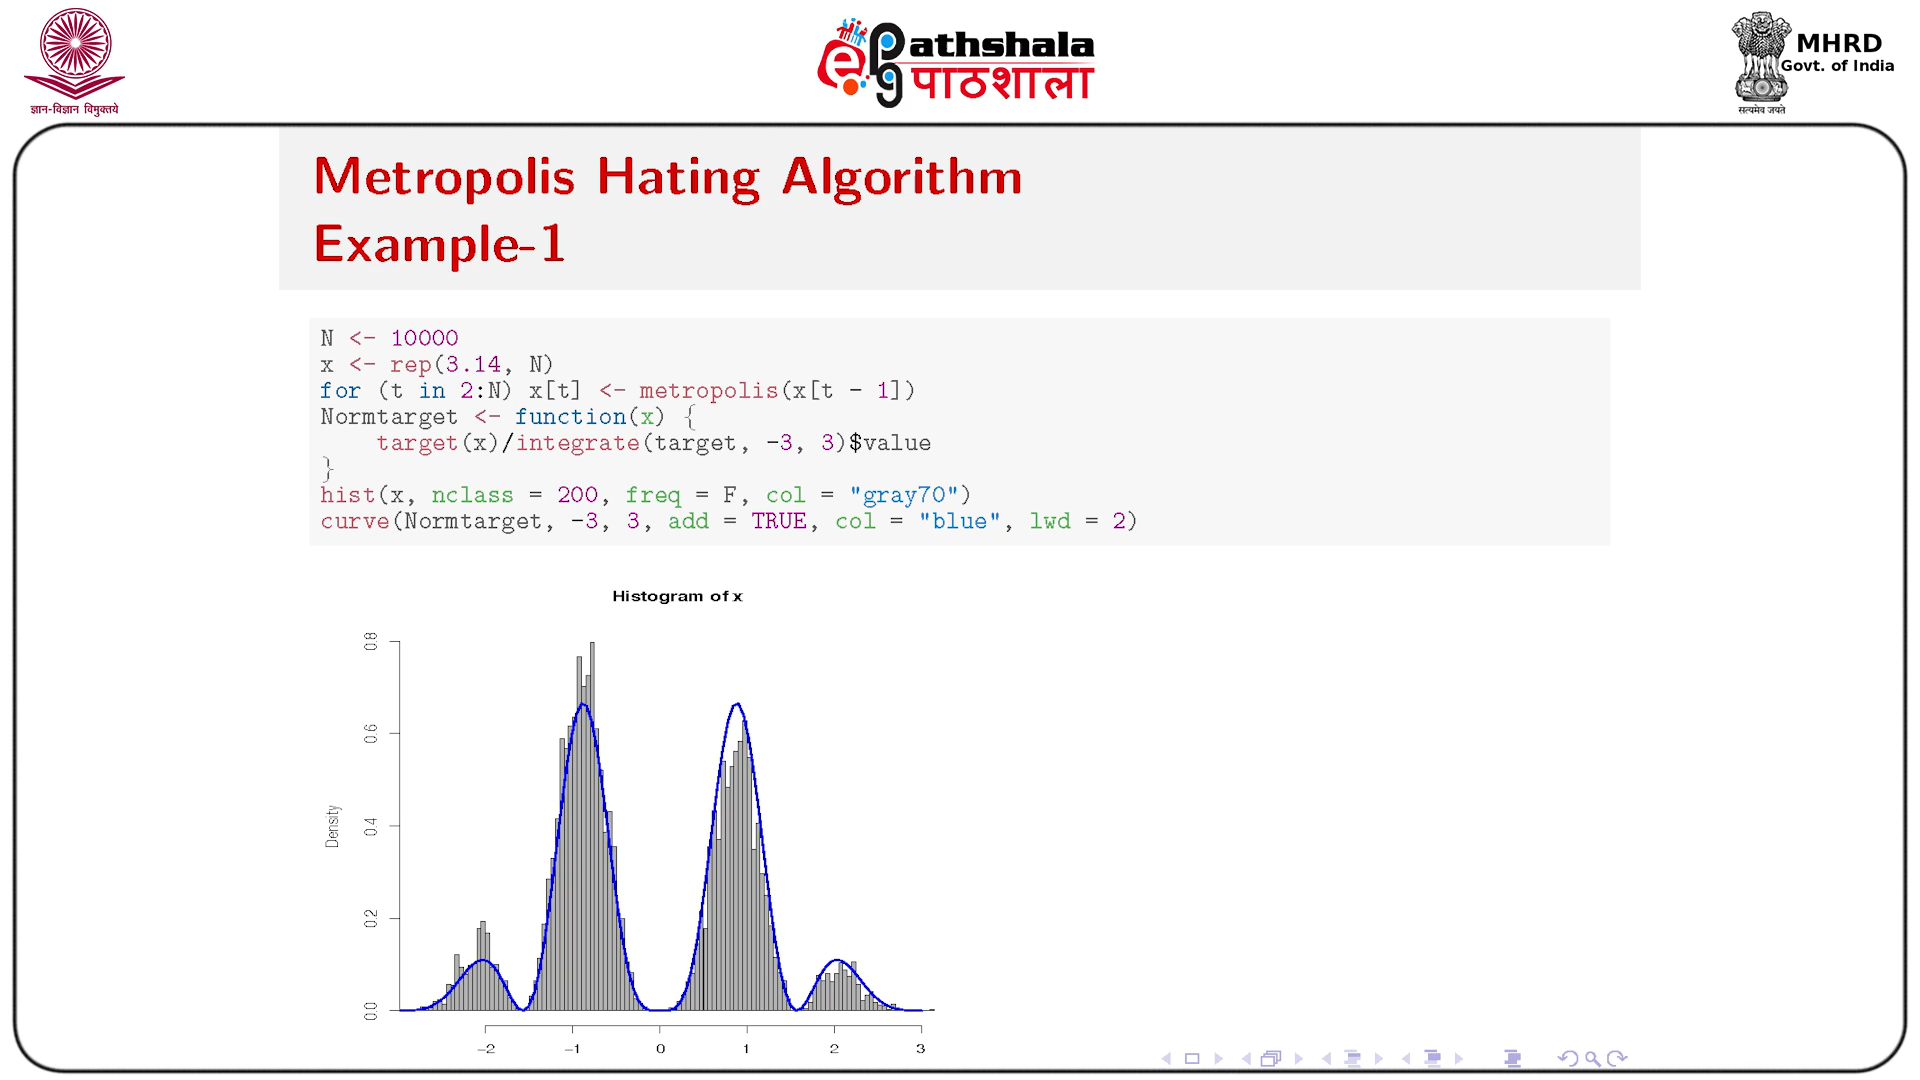 ज्ञान-विज्ञान विमुक्तये
ePG Pathshala
पाठशाला
MHRD
Govt. of India
सत्यमेव जयते
Metropolis Hating Algorithm
Example-1
N <- 10000
x <- rep(3.14, N)
for (t in 2:N) x[t] <- metropolis(x[t - 1])
Normtarget <- function(x) {
    target(x)/integrate(target, -3, 3)$value
}
hist(x, nclass = 200, freq = F, col = "gray70")
curve(Normtarget, -3, 3, add = TRUE, col = "blue", lwd = 2)
Histogram of x
Density
0.8
0.6
0.4
0.2
0.0
−2 −1 0 1 2 3